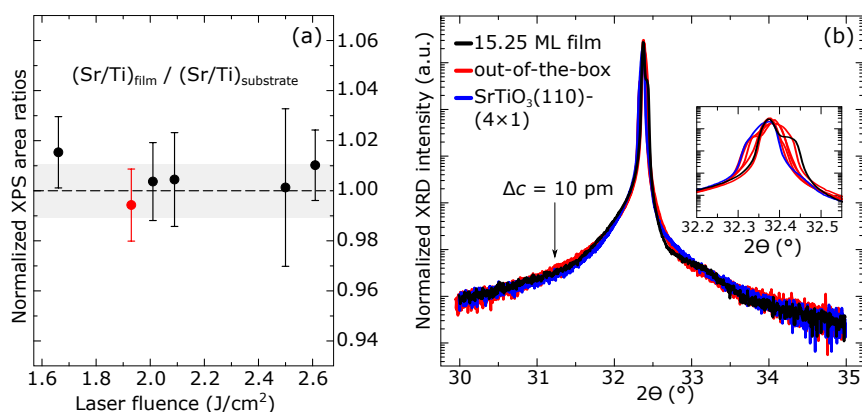 (a)
(Sr/Ti)film / (Sr/Ti)substrate
Normalized XPS area ratios
1.06
1.04
1.02
1.00
0.98
0.96
0.94
1.6 1.8 2.0 2.2 2.4 2.6
Laser fluence (J/cm²)
(b)
15.25 ML film
out-of-the-box
SrTiO₃(110)-
(4×1)
Δc = 10 pm
Normalized XRD intensity (a.u.)
32.2 32.3 32.4 32.5
2Θ (°)
30 31 32 33 34 35
2Θ (°)